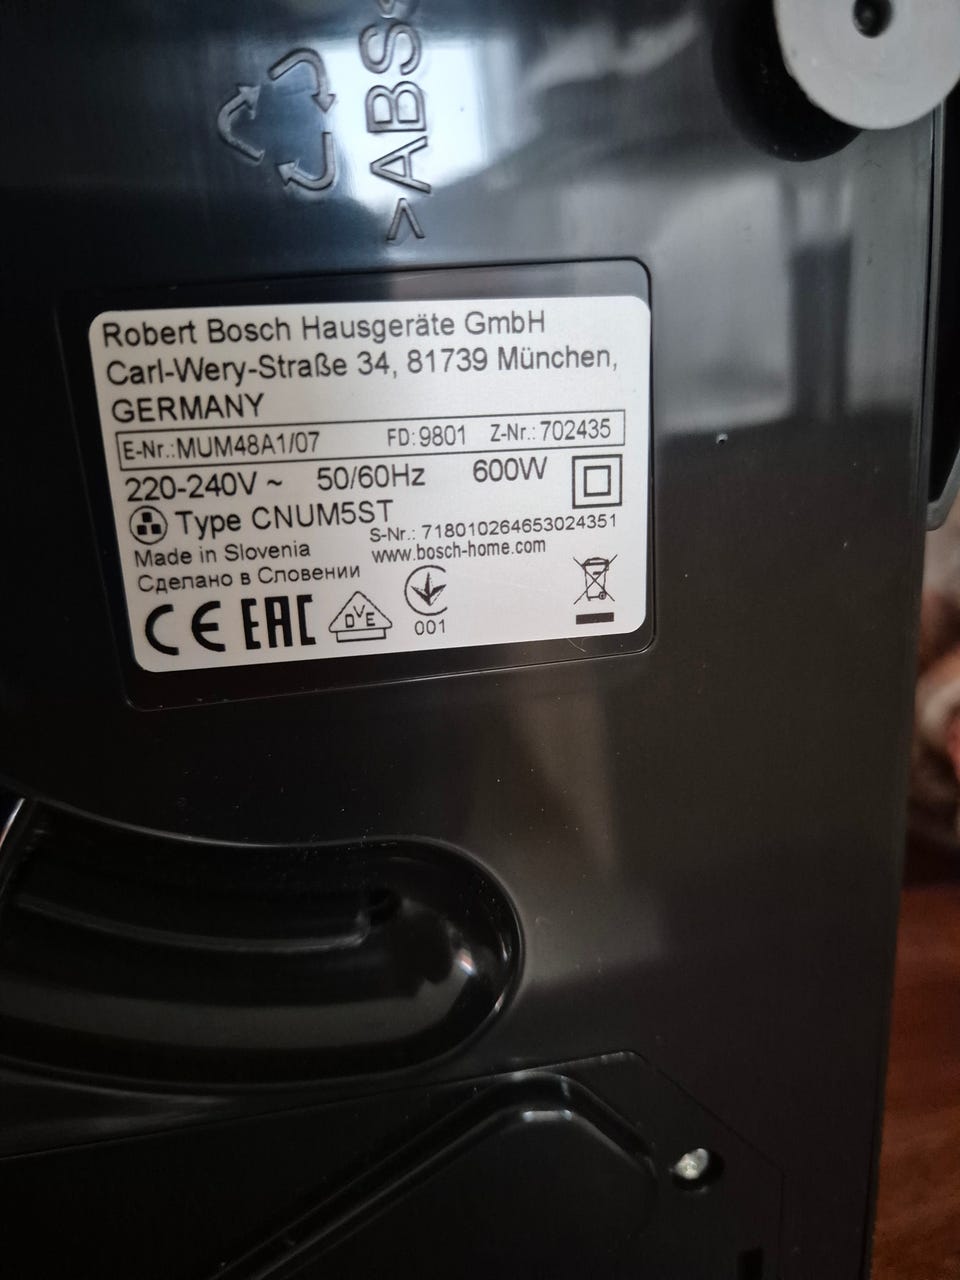 >ABS<
Robert Bosch Hausgeräte GmbH
Carl-Wery-Straße 34, 81739 München,
GERMANY
E-Nr.:MUM48A1/07 FD:9801 Z-Nr.:702435
220-240V ~ 50/60Hz 600W
Type CNUM5ST
S-Nr.: 718010264653024351
Made in Slovenia www.bosch-home.com
Сделано в Словении
CE EAC DVE 001